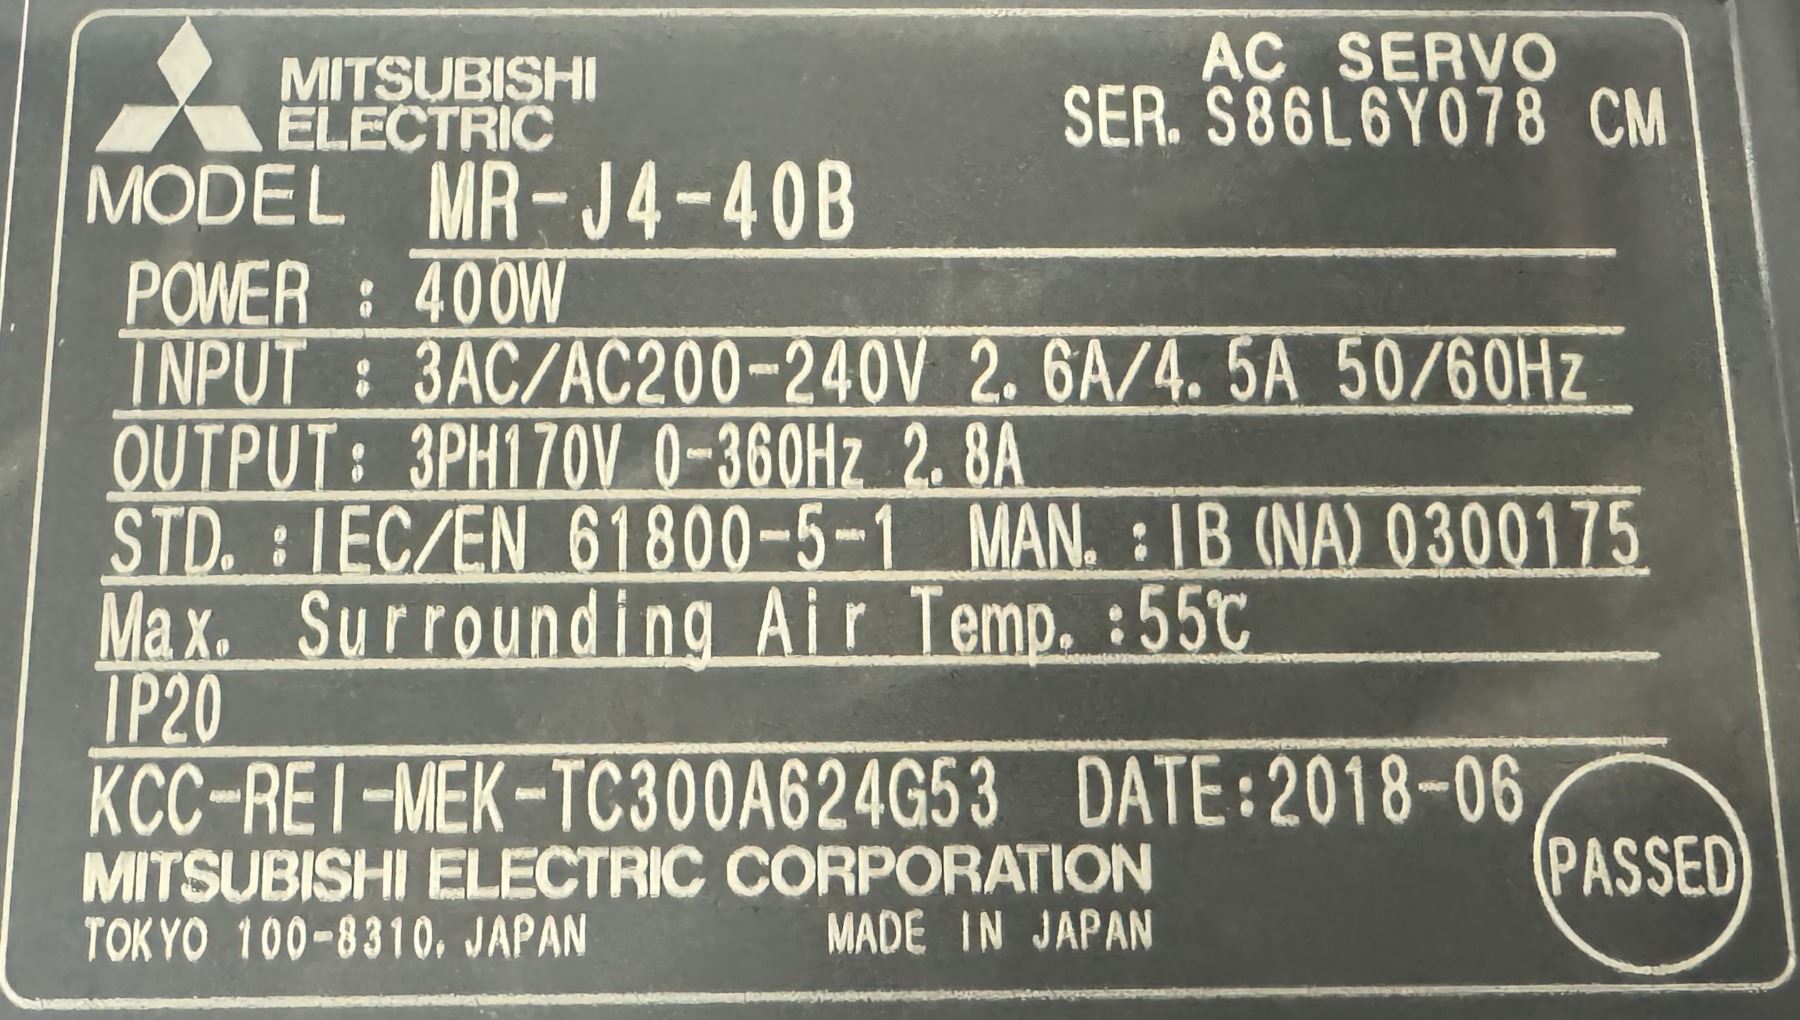 MITSUBISHI
ELECTRIC
AC SERVO
SER. S86L6Y078 CM
MODEL MR-J4-40B
POWER : 400W
INPUT : 3AC/AC200-240V 2.6A/4.5A 50/60Hz
OUTPUT: 3PH170V 0-360Hz 2.8A
STD. :IEC/EN 61800-5-1 MAN. :IB(NA)0300175
Max. Surrounding Air Temp. :55℃
IP20
KCC-REI-MEK-TC300A624G53 DATE:2018-06
MITSUBISHI ELECTRIC CORPORATION
TOKYO 100-8310, JAPAN MADE IN JAPAN
PASSED